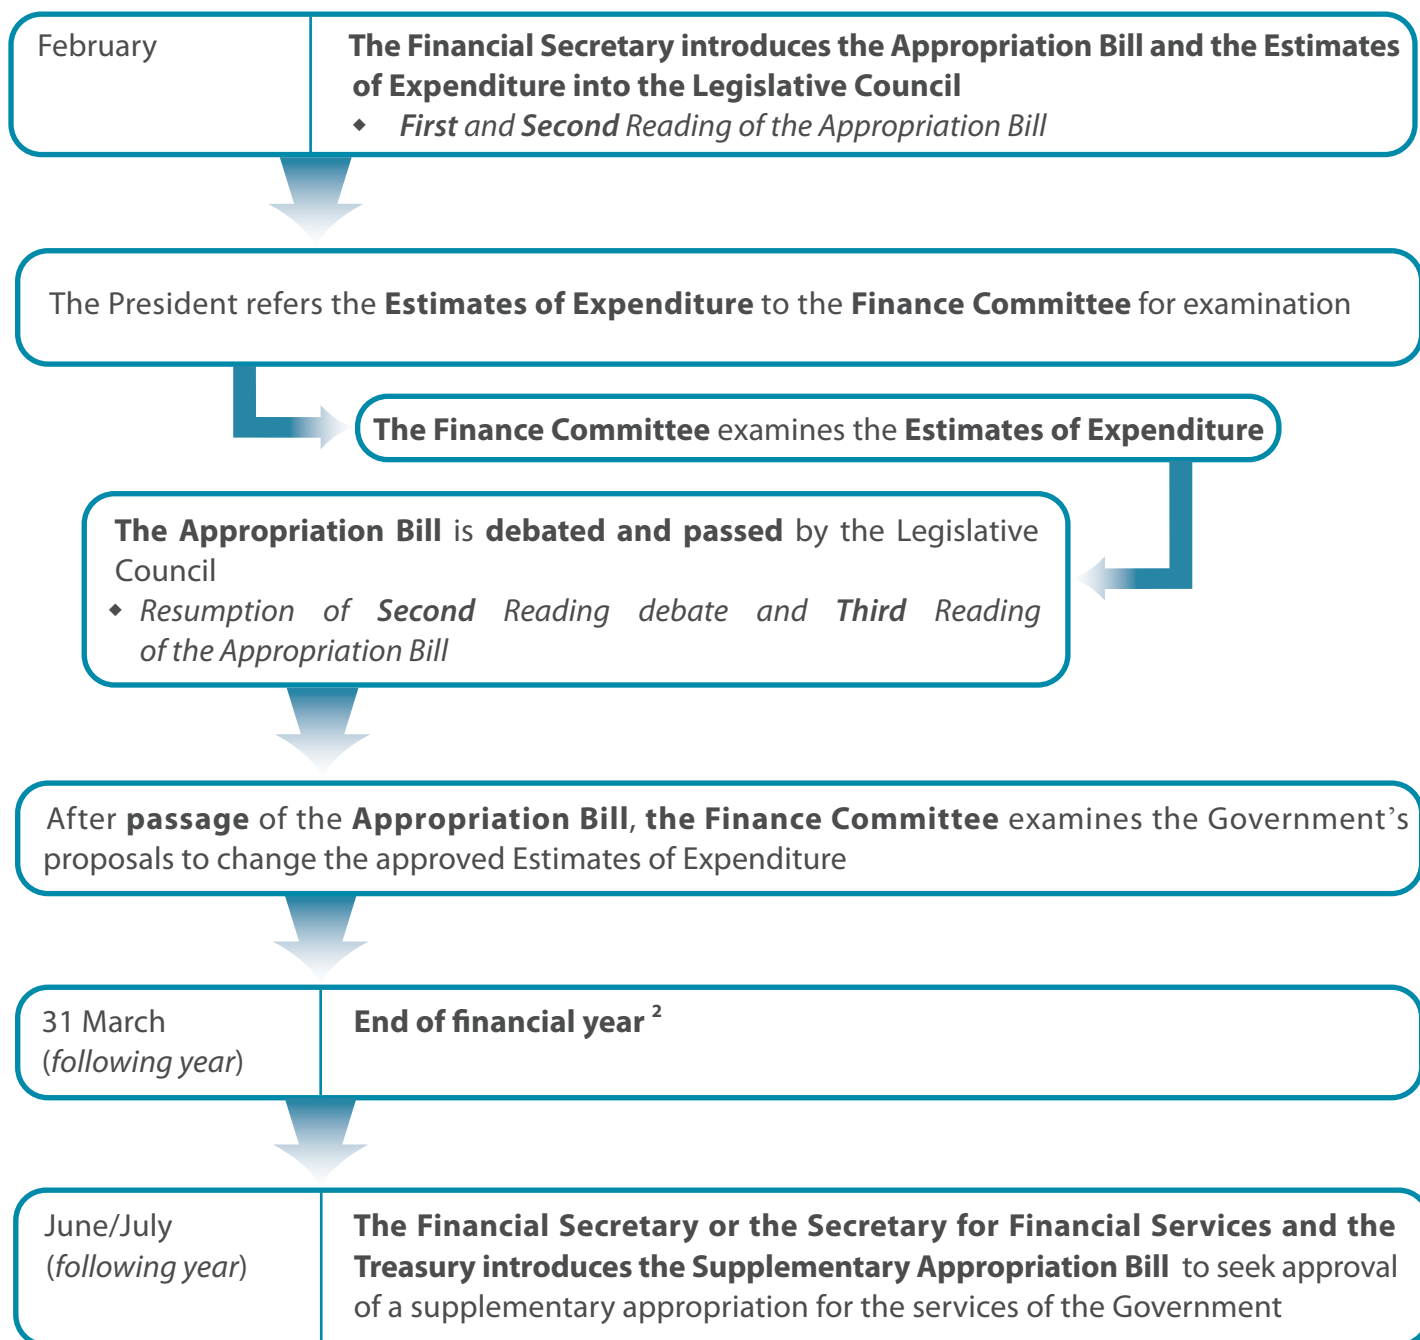 February
The Financial Secretary introduces the Appropriation Bill and the Estimates
of Expenditure into the Legislative Council
◆ First and Second Reading of the Appropriation Bill
The President refers the Estimates of Expenditure to the Finance Committee for examination
The Finance Committee examines the Estimates of Expenditure
The Appropriation Bill is debated and passed by the Legislative
Council
◆ Resumption of Second Reading debate and Third Reading
of the Appropriation Bill
After passage of the Appropriation Bill, the Finance Committee examines the Government's
proposals to change the approved Estimates of Expenditure
31 March
(following year)
End of financial year ²
June/July
(following year)
The Financial Secretary or the Secretary for Financial Services and the
Treasury introduces the Supplementary Appropriation Bill to seek approval
of a supplementary appropriation for the services of the Government